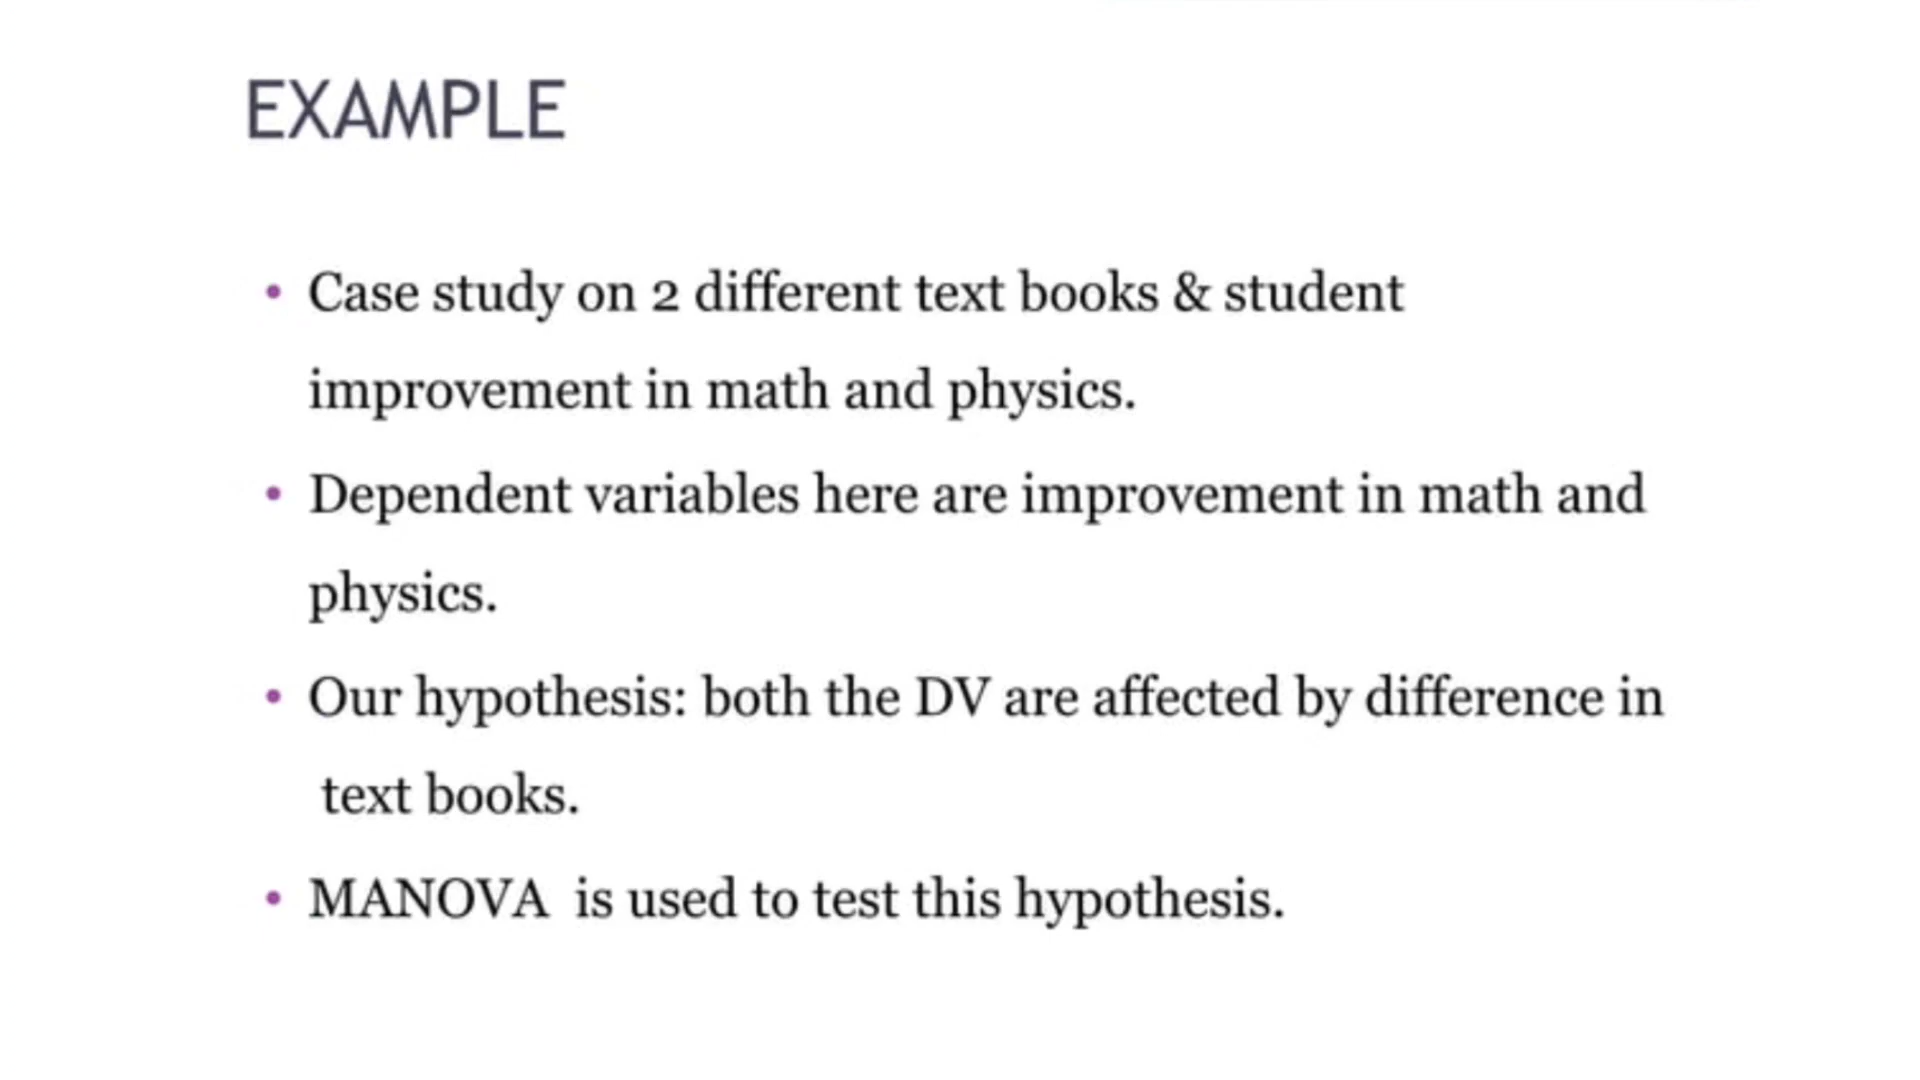 EXAMPLE
• Case study on 2 different text books & student
improvement in math and physics.
• Dependent variables here are improvement in math and
physics.
• Our hypothesis: both the DV are affected by difference in
text books.
• MANOVA is used to test this hypothesis.